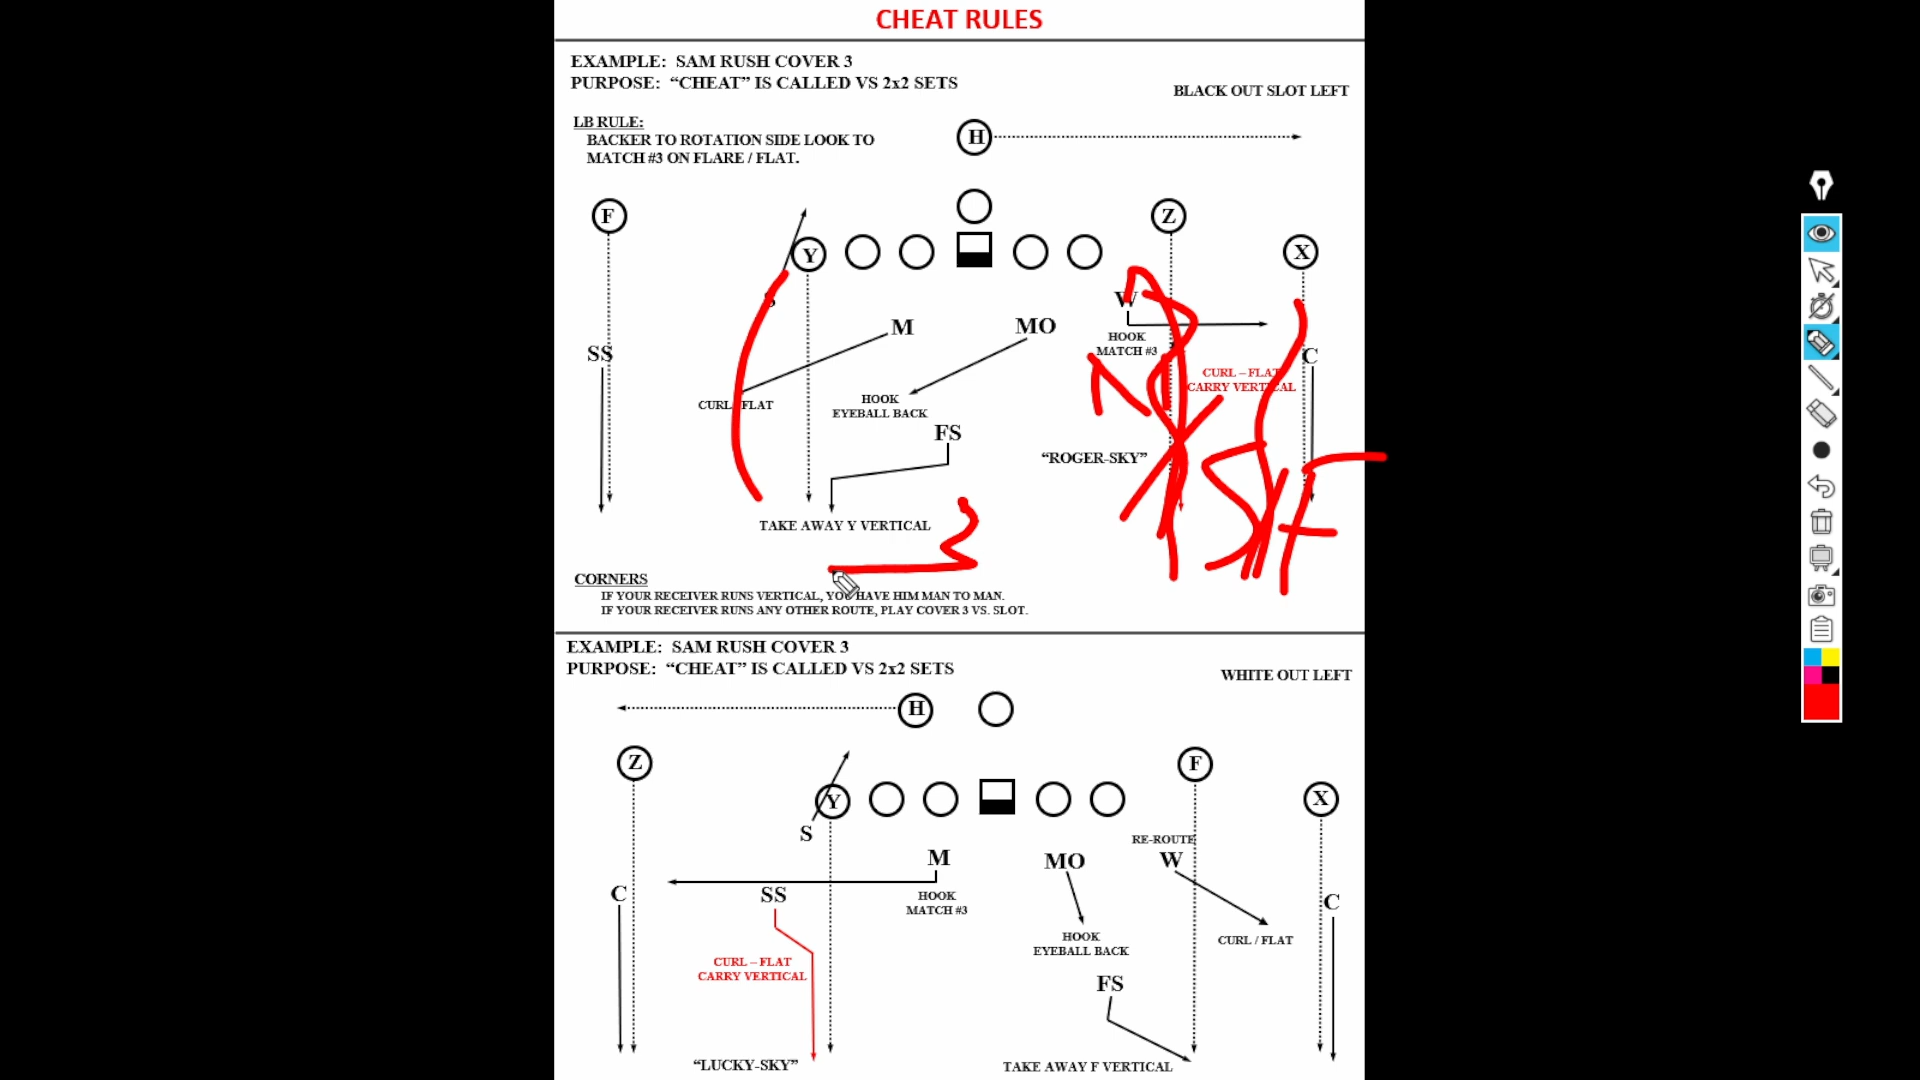 CHEAT RULES
EXAMPLE: SAM RUSH COVER 3
PURPOSE: “CHEAT” IS CALLED VS 2x2 SETS
BLACK OUT SLOT LEFT
LB RULE:
BACKER TO ROTATION SIDE LOOK TO
MATCH #3 ON FLARE / FLAT.
H
F
Z
Y
X
S
W
M
MO
HOOK
MATCH #3
SS
C
CURL – FLAT
CARRY VERTICAL
CURL / FLAT
HOOK
EYEBALL BACK
FS
“ROGER-SKY”
TAKE AWAY Y VERTICAL
CORNERS
IF YOUR RECEIVER RUNS VERTICAL, YOU HAVE HIM MAN TO MAN.
IF YOUR RECEIVER RUNS ANY OTHER ROUTE, PLAY COVER 3 VS. SLOT.
EXAMPLE: SAM RUSH COVER 3
PURPOSE: “CHEAT” IS CALLED VS 2x2 SETS
WHITE OUT LEFT
H
Z
F
Y
X
S
RE-ROUTE
M
MO
W
C
SS
HOOK
MATCH #3
C
HOOK
EYEBALL BACK
CURL / FLAT
CURL – FLAT
CARRY VERTICAL
FS
“LUCKY-SKY”
TAKE AWAY F VERTICAL